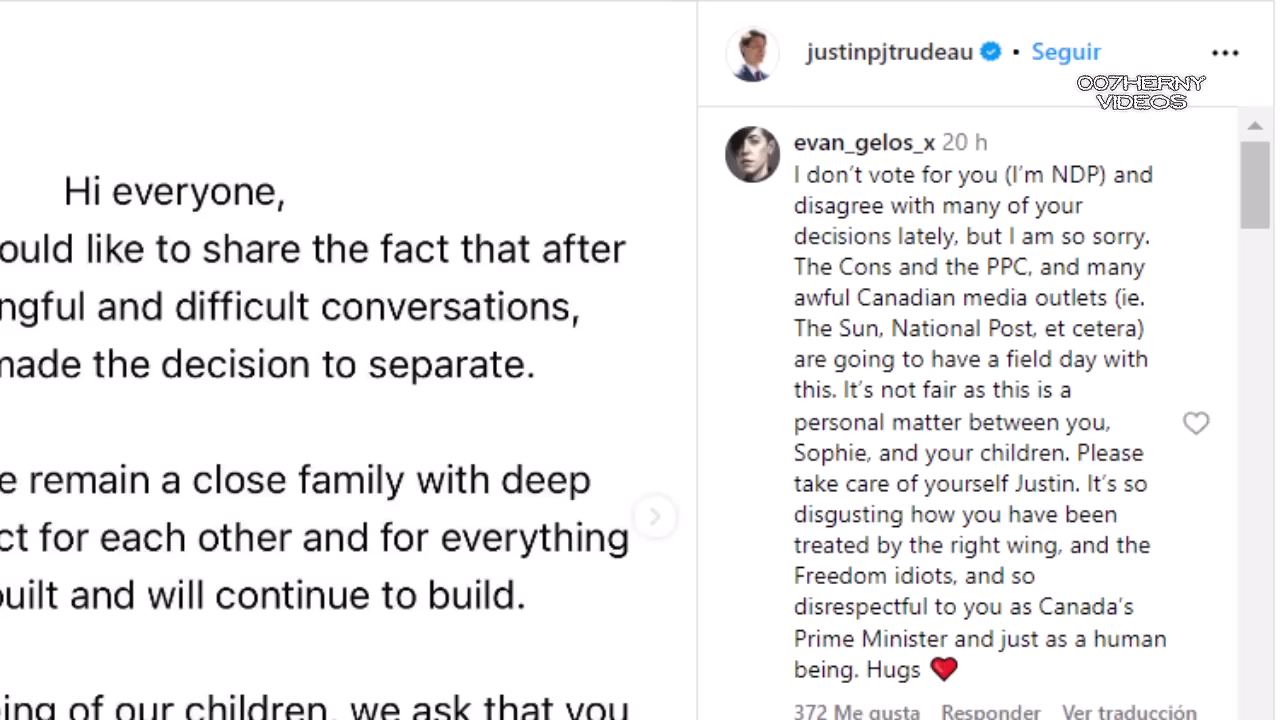 Hi everyone,
ould like to share the fact that after
ngful and difficult conversations,
made the decision to separate.
e remain a close family with deep
ct for each other and for everything
built and will continue to build.
ing of our children, we ask that you
justinpjtrudeau • Seguir
007HERNY
VIDEOS
evan_gelos_x 20 h
I don’t vote for you (I’m NDP) and
disagree with many of your
decisions lately, but I am so sorry.
The Cons and the PPC, and many
awful Canadian media outlets (ie.
The Sun, National Post, et cetera)
are going to have a field day with
this. It’s not fair as this is a
personal matter between you,
Sophie, and your children. Please
take care of yourself Justin. It’s so
disgusting how you have been
treated by the right wing, and the
Freedom idiots, and so
disrespectful to you as Canada’s
Prime Minister and just as a human
being. Hugs ❤️
372 Me gusta Responder Ver traducción